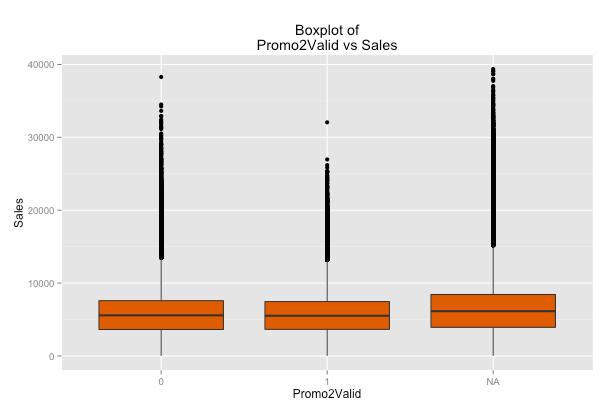 Boxplot of
Promo2Valid vs Sales
40000
30000
20000
10000
0
Sales
0 1 NA
Promo2Valid